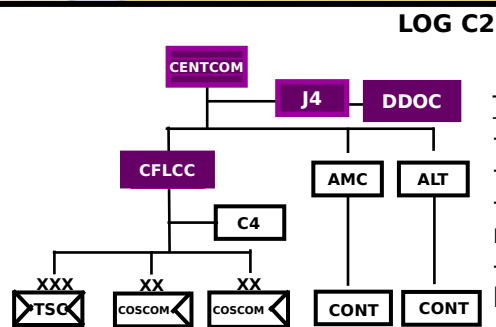 LOG C2
CENTCOM
J4
DDOC
CFLCC
AMC
ALT
C4
XXX
XX
XX
TSC
COSCOM
COSCOM
CONT
CONT